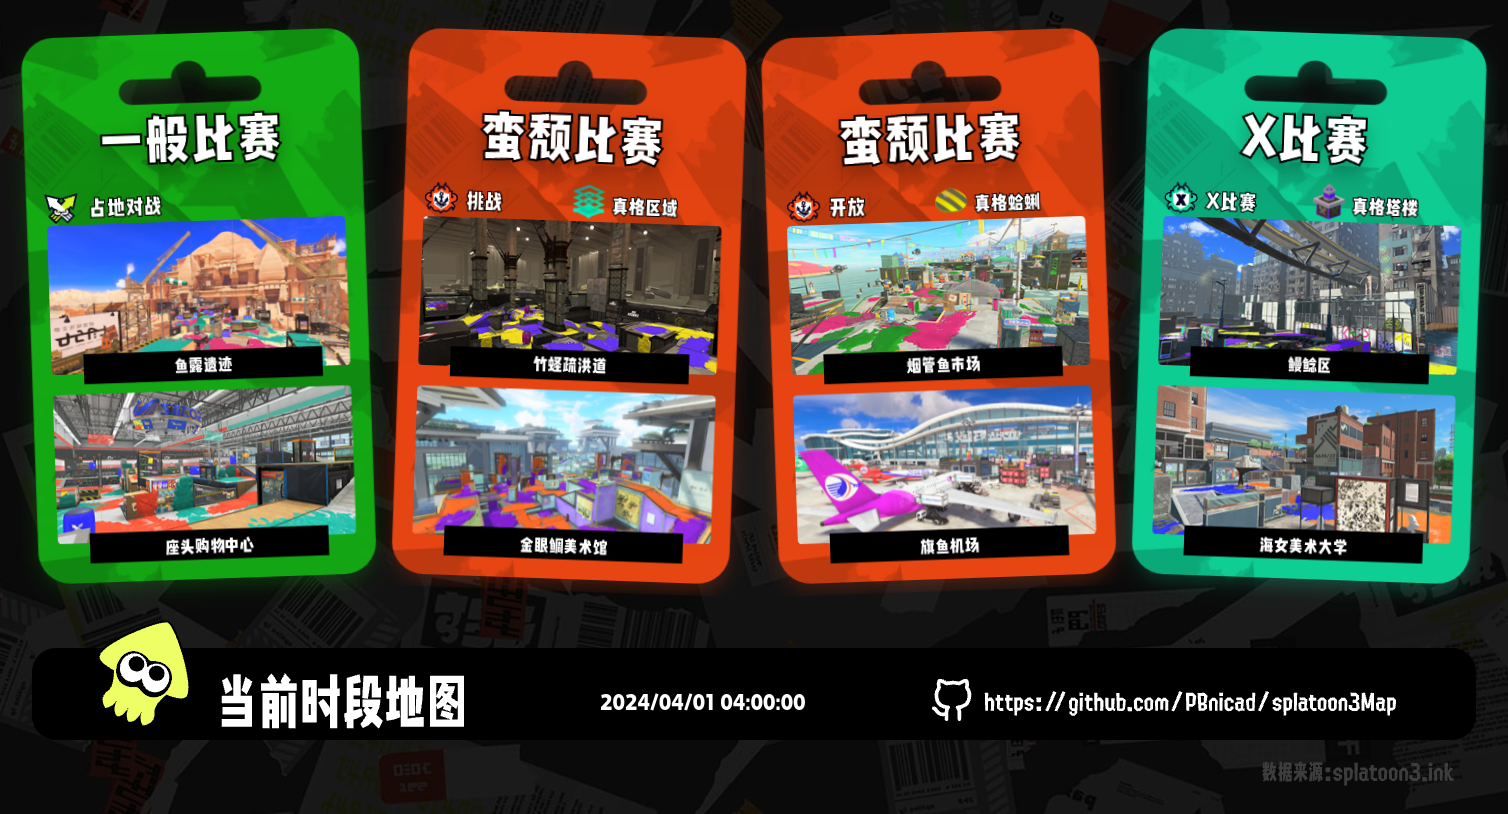 一般比赛
占地对战
鱼露遗迹
座头购物中心
蛮颓比赛
挑战
真格区域
竹蛏疏洪道
金眼鲷美术馆
蛮颓比赛
开放
真格蛤蜊
烟管鱼市场
旗鱼机场
X比赛
X比赛
真格塔楼
鳗鲶区
海女美术大学
当前时段地图
2024/04/01 04:00:00
https://github.com/PBnicad/splatoon3Map
数据来源:splatoon3.ink